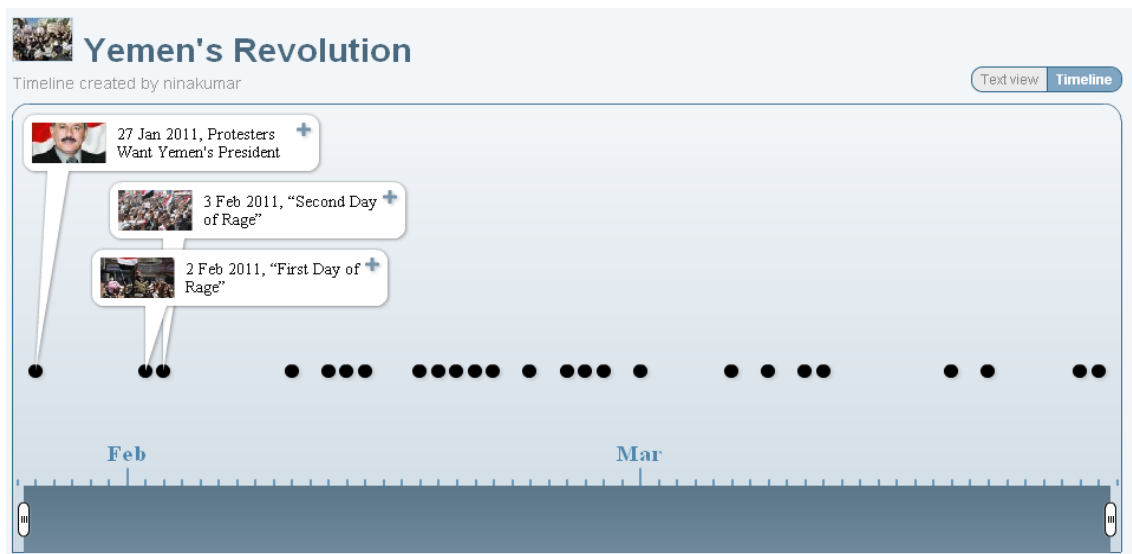 Yemen's Revolution
Timeline created by ninakumar
Text view Timeline
27 Jan 2011, Protesters
Want Yemen's President
3 Feb 2011, “Second Day
of Rage”
2 Feb 2011, “First Day of
Rage”
Feb Mar